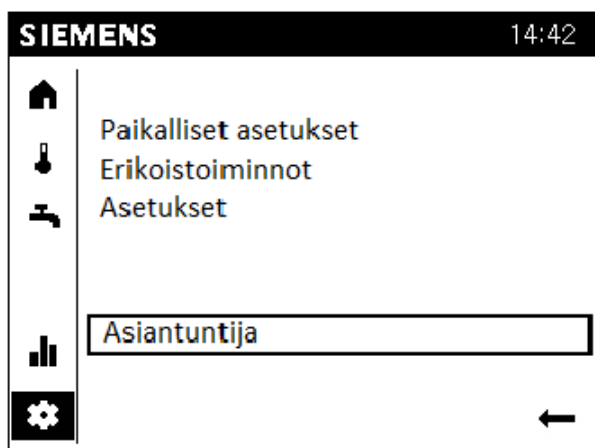 SIEMENS 14:42
Paikalliset asetukset
Erikoistoiminnot
Asetukset
Asiantuntija